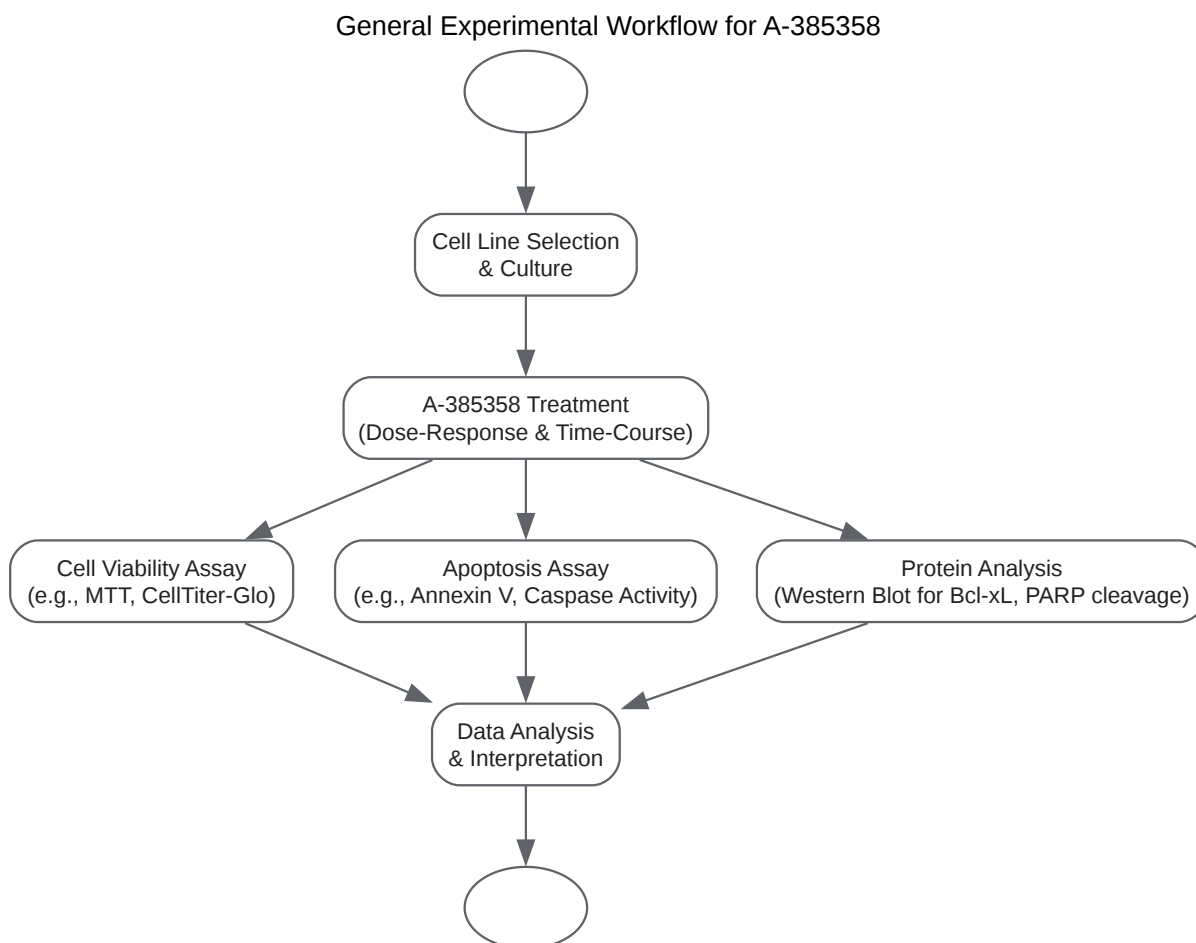 General Experimental Workflow for A-385358
Cell Line Selection
& Culture
A-385358 Treatment
(Dose-Response & Time-Course)
Cell Viability Assay
(e.g., MTT, CellTiter-Glo)
Apoptosis Assay
(e.g., Annexin V, Caspase Activity)
Protein Analysis
(Western Blot for Bcl-xL, PARP cleavage)
Data Analysis
& Interpretation